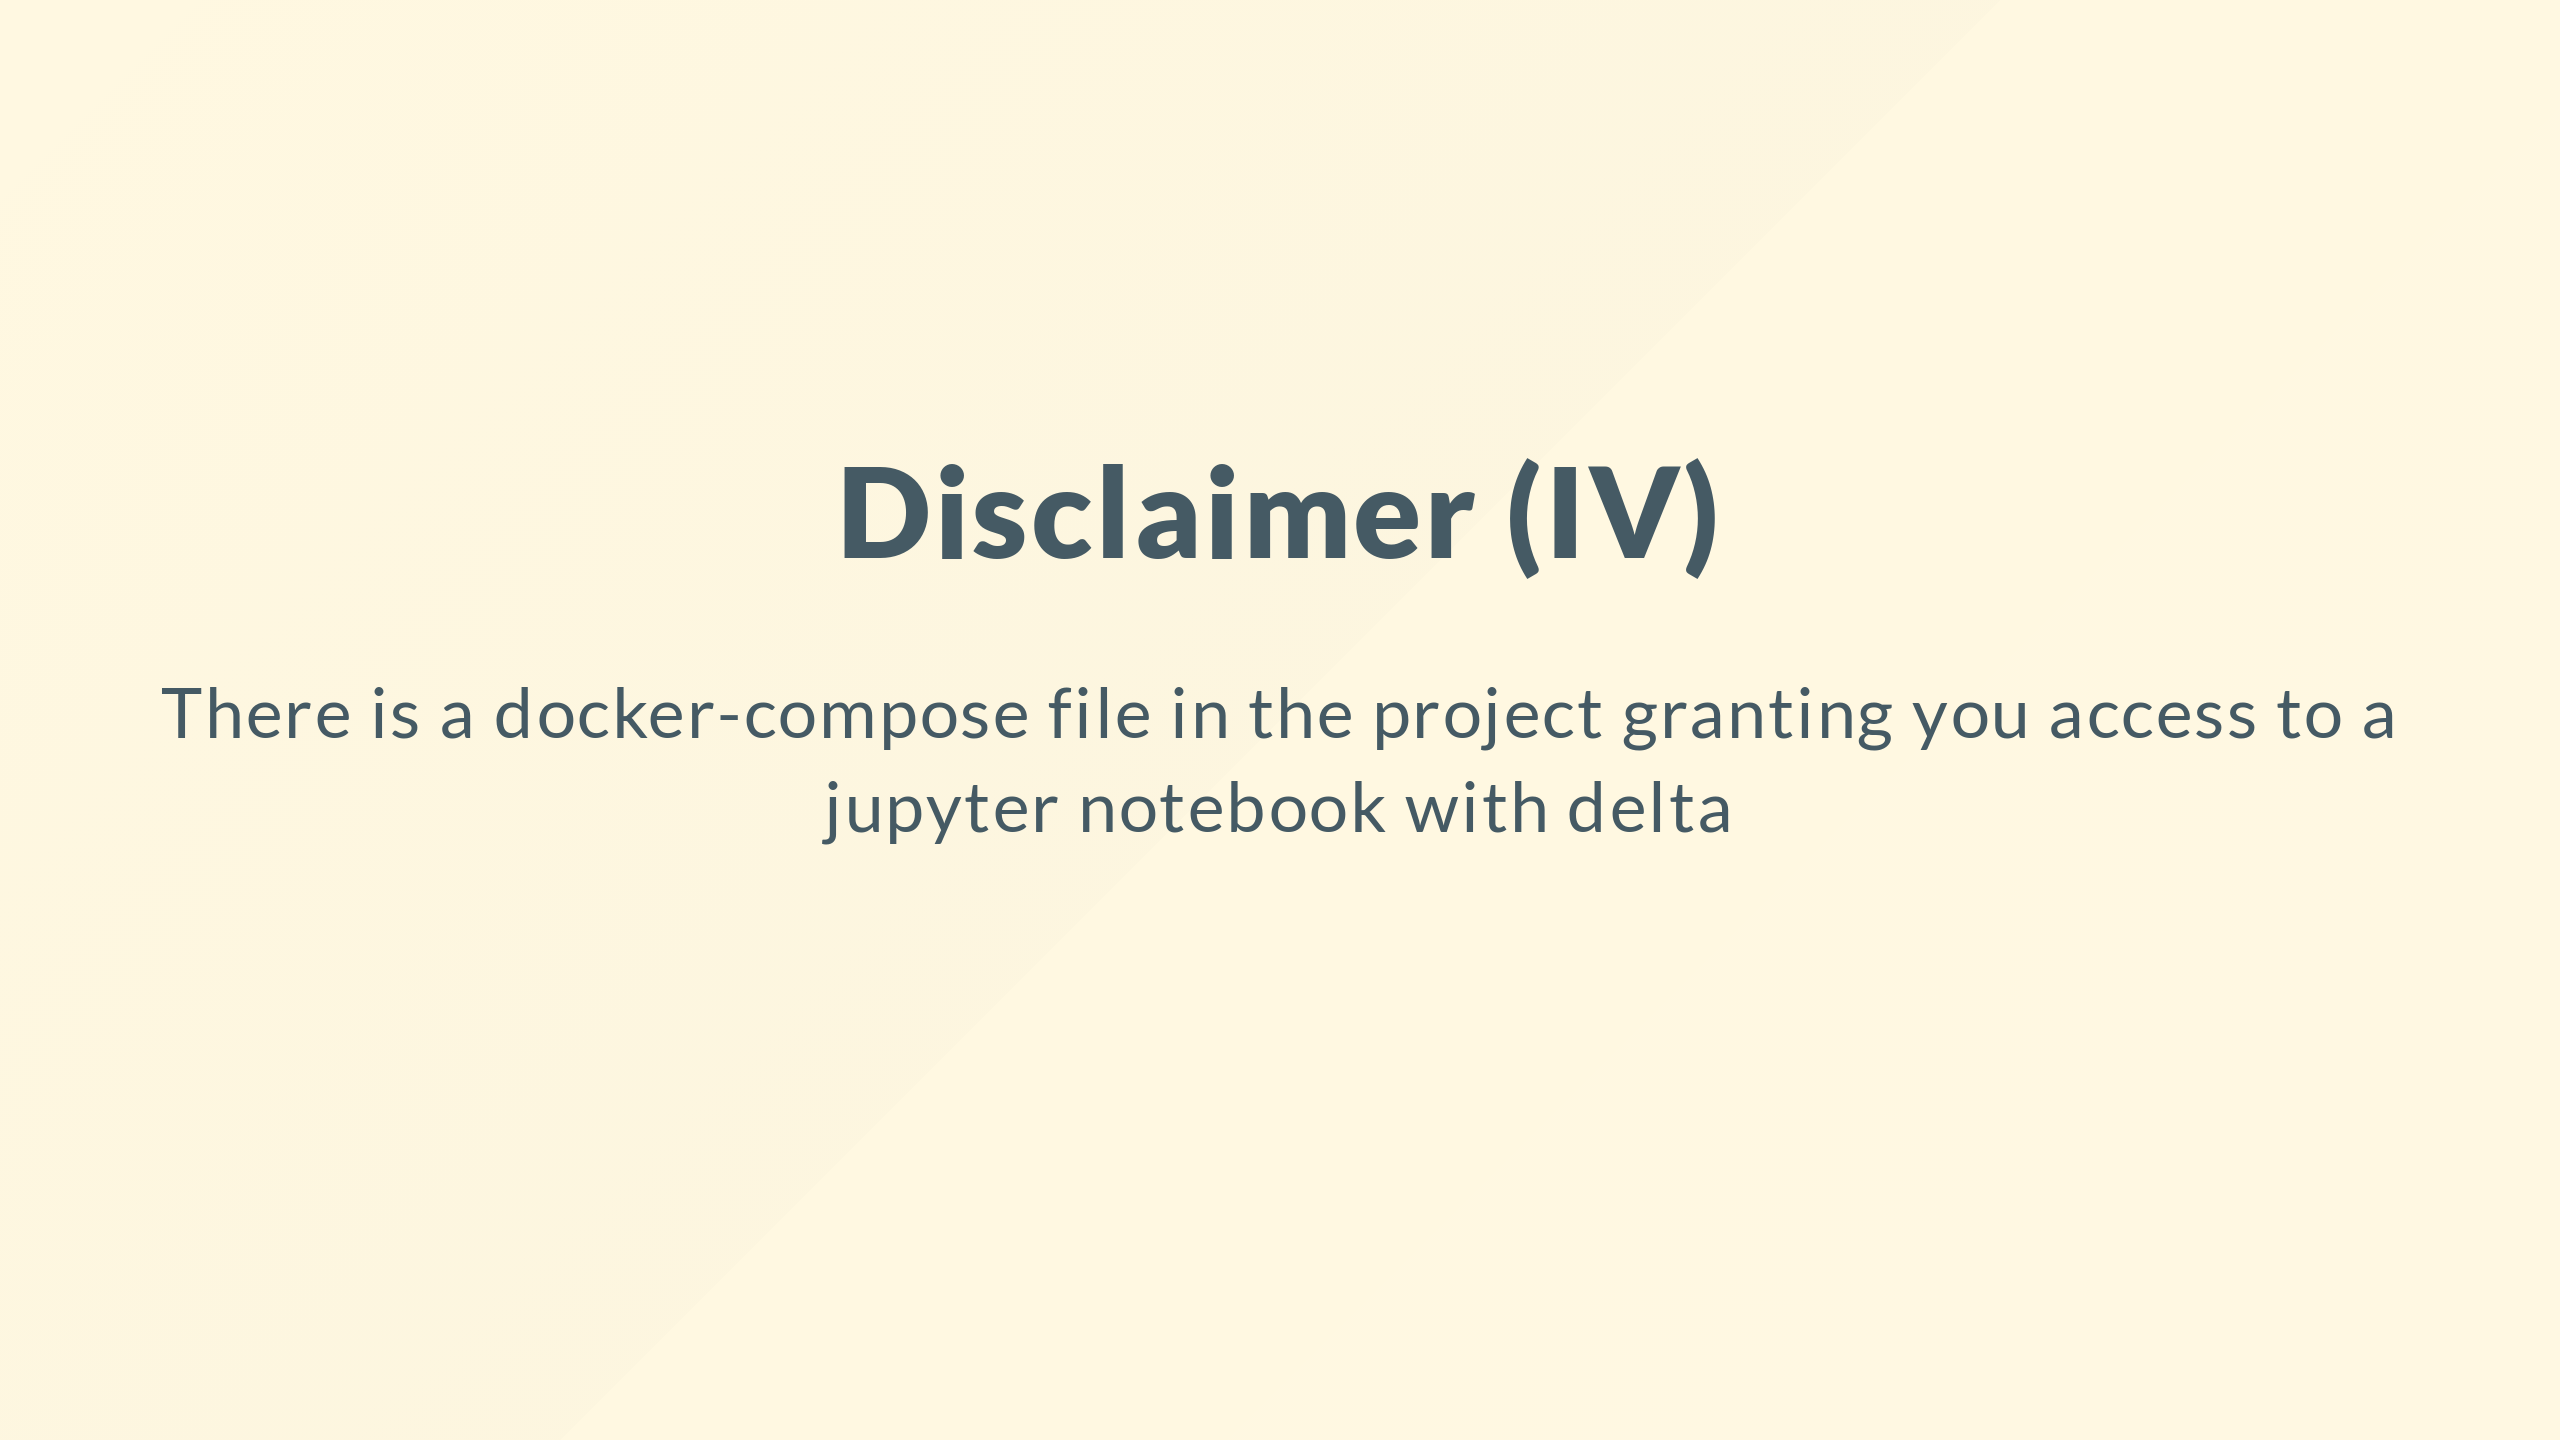 Disclaimer (IV)
There is a docker-compose file in the project granting you access to a
jupyter notebook with delta